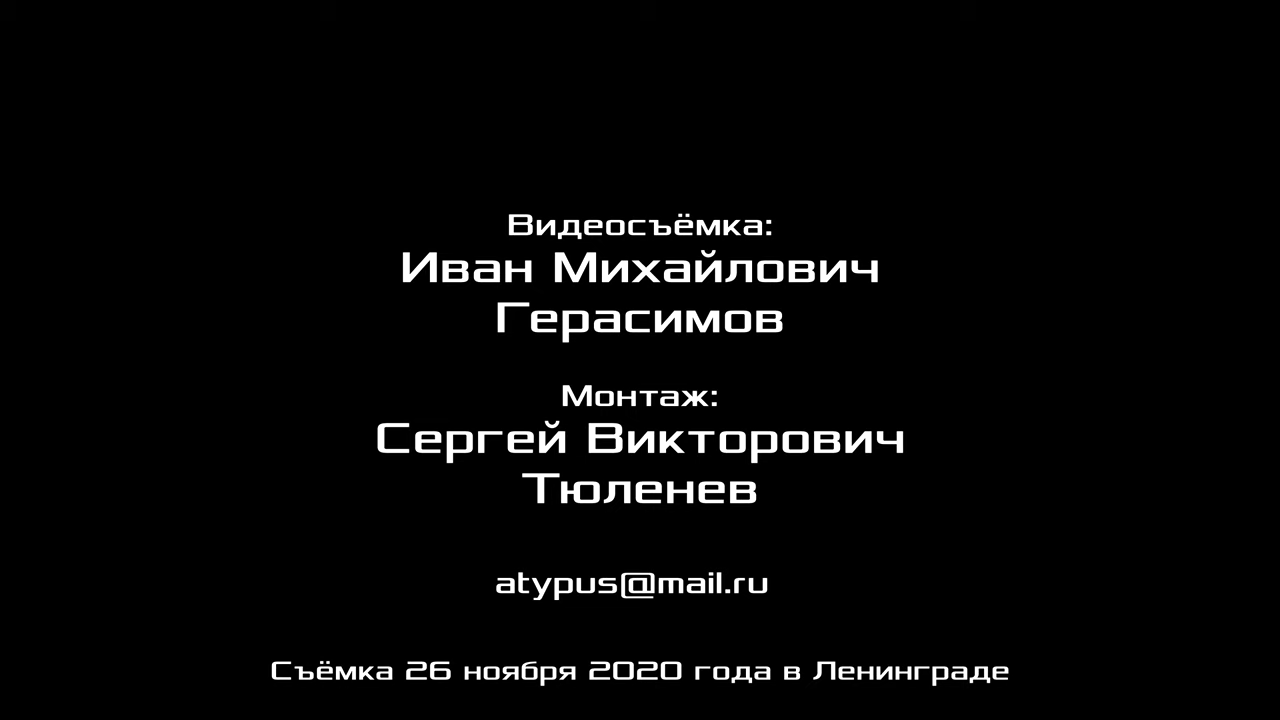 Видеосъёмка:
Иван Михайлович
Герасимов
Монтаж:
Сергей Викторович
Тюленев
atypus@mail.ru
Съёмка 26 ноября 2020 года в Ленинграде